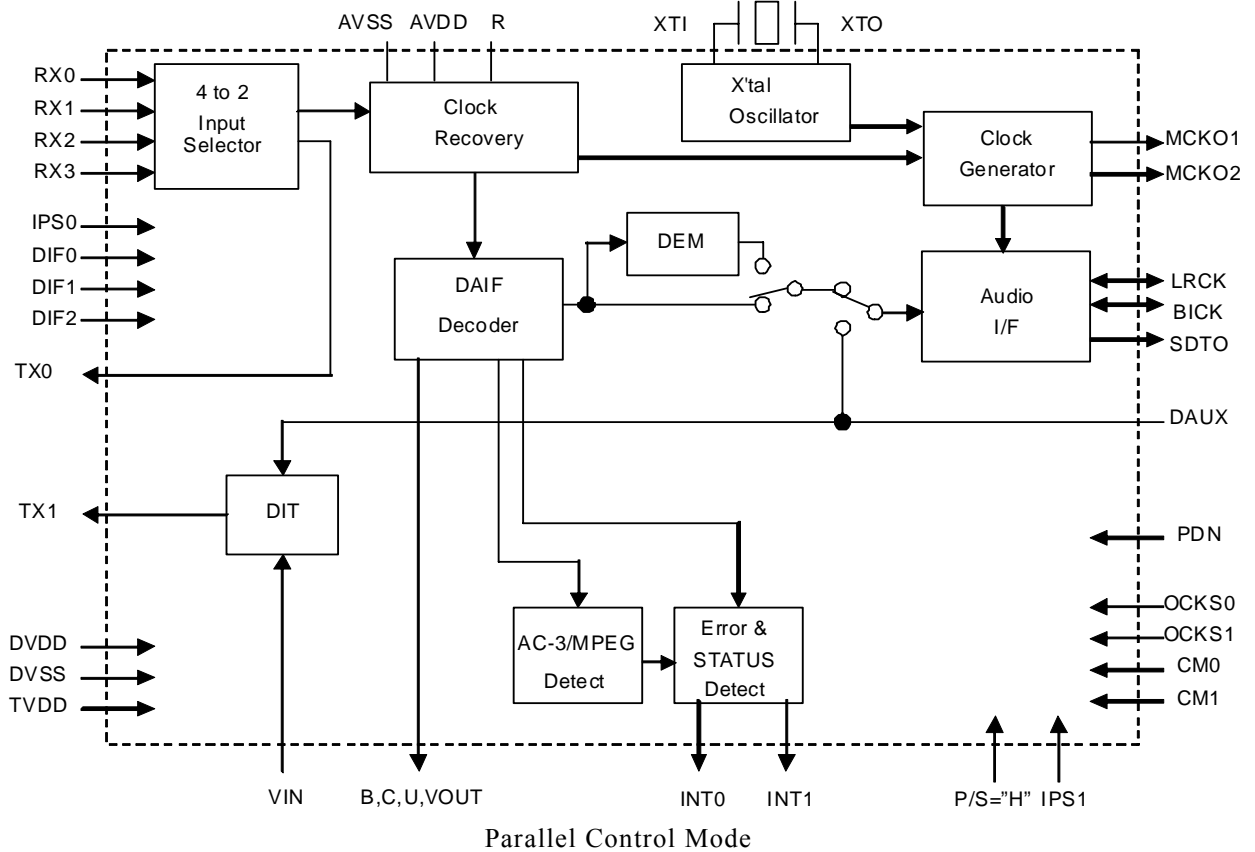 AVSS AVDD R XTI XTO
RX0
RX1
RX2
RX3
4 to 2
Input
Selector
Clock
Recovery
X'tal
Oscillator
Clock
Generator
MCKO1
MCKO2
IPS0
DIF0
DIF1
DIF2
DEM
DAIF
Decoder
Audio
I/F
LRCK
BICK
SDTO
TX0
DAUX
TX1
DIT
PDN
OCKS0
OCKS1
CM0
CM1
AC-3/MPEG
Detect
Error &
STATUS
Detect
DVDD
DVSS
TVDD
VIN B,C,U,VOUT INT0 INT1 P/S="H" IPS1
Parallel Control Mode